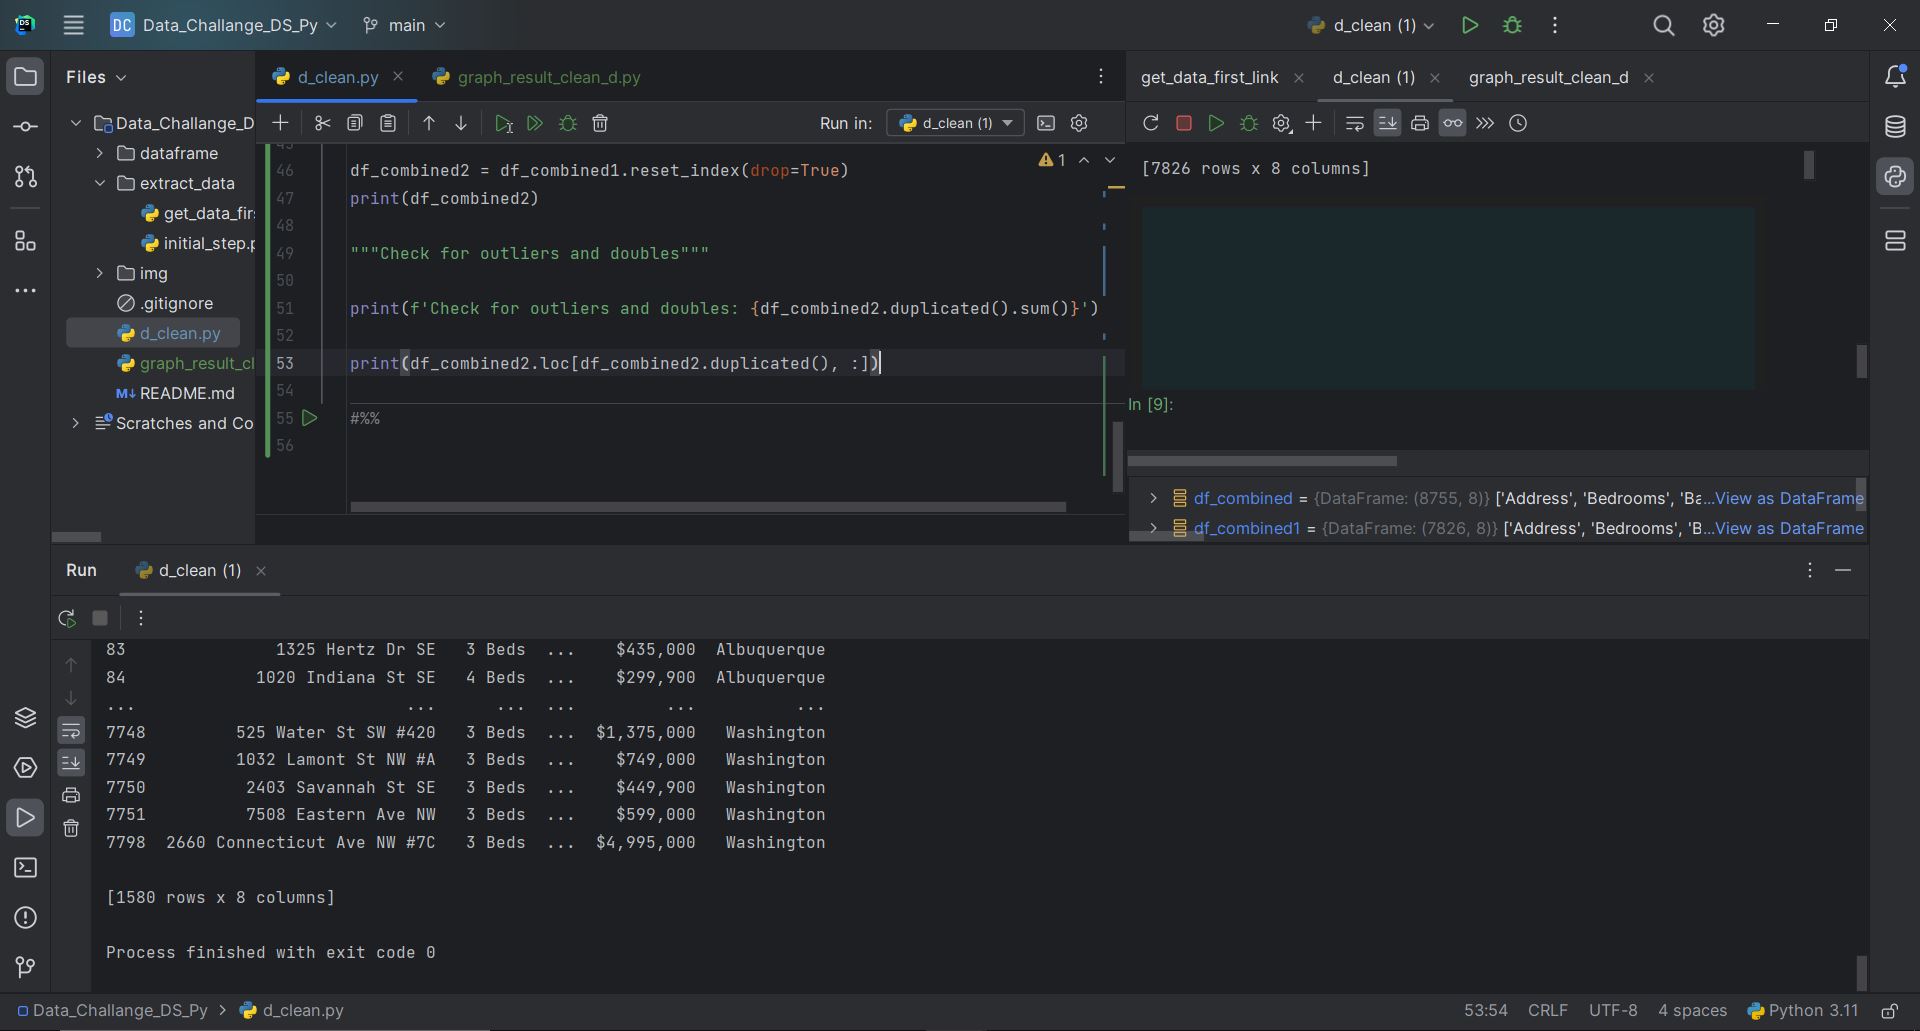 DS DC Data_Challange_DS_Py main d_clean (1)
Files
Data_Challange_D
dataframe
extract_data
get_data_fir
initial_step.p
img
.gitignore
d_clean.py
graph_result_cl
M↓ README.md
Scratches and Co
d_clean.py graph_result_clean_d.py
Run in: d_clean (1)
1
46 df_combined2 = df_combined1.reset_index(drop=True)
47 print(df_combined2)
48
49 """Check for outliers and doubles"""
50
51 print(f'Check for outliers and doubles: {df_combined2.duplicated().sum()}')
52
53 print(df_combined2.loc[df_combined2.duplicated(), :])
54
55 #%%
56
get_data_first_link d_clean (1) graph_result_clean_d
[7826 rows x 8 columns]
In [9]:
df_combined = {DataFrame: (8755, 8)} ['Address', 'Bedrooms', 'Ba...View as DataFrame
df_combined1 = {DataFrame: (7826, 8)} ['Address', 'Bedrooms', 'B...View as DataFrame
Run d_clean (1)
83 1325 Hertz Dr SE 3 Beds ... $435,000 Albuquerque
84 1020 Indiana St SE 4 Beds ... $299,900 Albuquerque
... ... ... ... ... ...
7748 525 Water St SW #420 3 Beds ... $1,375,000 Washington
7749 1032 Lamont St NW #A 3 Beds ... $749,000 Washington
7750 2403 Savannah St SE 3 Beds ... $449,900 Washington
7751 7508 Eastern Ave NW 3 Beds ... $599,000 Washington
7798 2660 Connecticut Ave NW #7C 3 Beds ... $4,995,000 Washington
[1580 rows x 8 columns]
Process finished with exit code 0
Data_Challange_DS_Py > d_clean.py 53:54 CRLF UTF-8 4 spaces Python 3.11